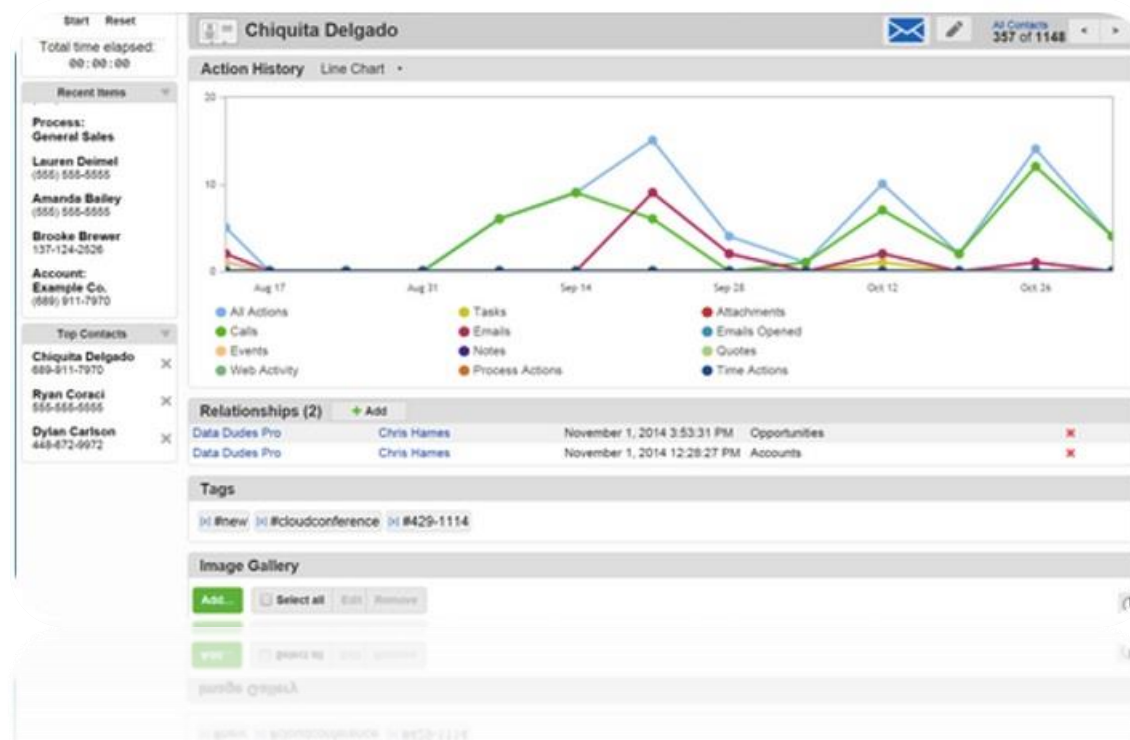 Start Reset
Total time elapsed:
00:00:00
Recent Items
Process:
General Sales
Lauren Deimel
(555) 555-5555
Amanda Bailey
(555) 555-5555
Brooke Brewer
137-124-2526
Account:
Example Co.
(689) 911-7970
Top Contacts
Chiquita Delgado
689-911-7970
Ryan Coraci
555-555-5555
Dylan Carlson
448-672-9972
Chiquita Delgado
All Contacts
357 of 1148
Action History Line Chart
20
10
0
Aug 17 Aug 31 Sep 14 Sep 28 Oct 12 Oct 26
All Actions Tasks Attachments
Calls Emails Emails Opened
Events Notes Quotes
Web Activity Process Actions Time Actions
Relationships (2) + Add
Data Dudes Pro Chris Hames November 1, 2014 3:53:31 PM Opportunities
Data Dudes Pro Chris Hames November 1, 2014 12:28:27 PM Accounts
Tags
[x] #new [x] #cloudconference [x] #429-1114
Image Gallery
Add... Select all Edit Remove